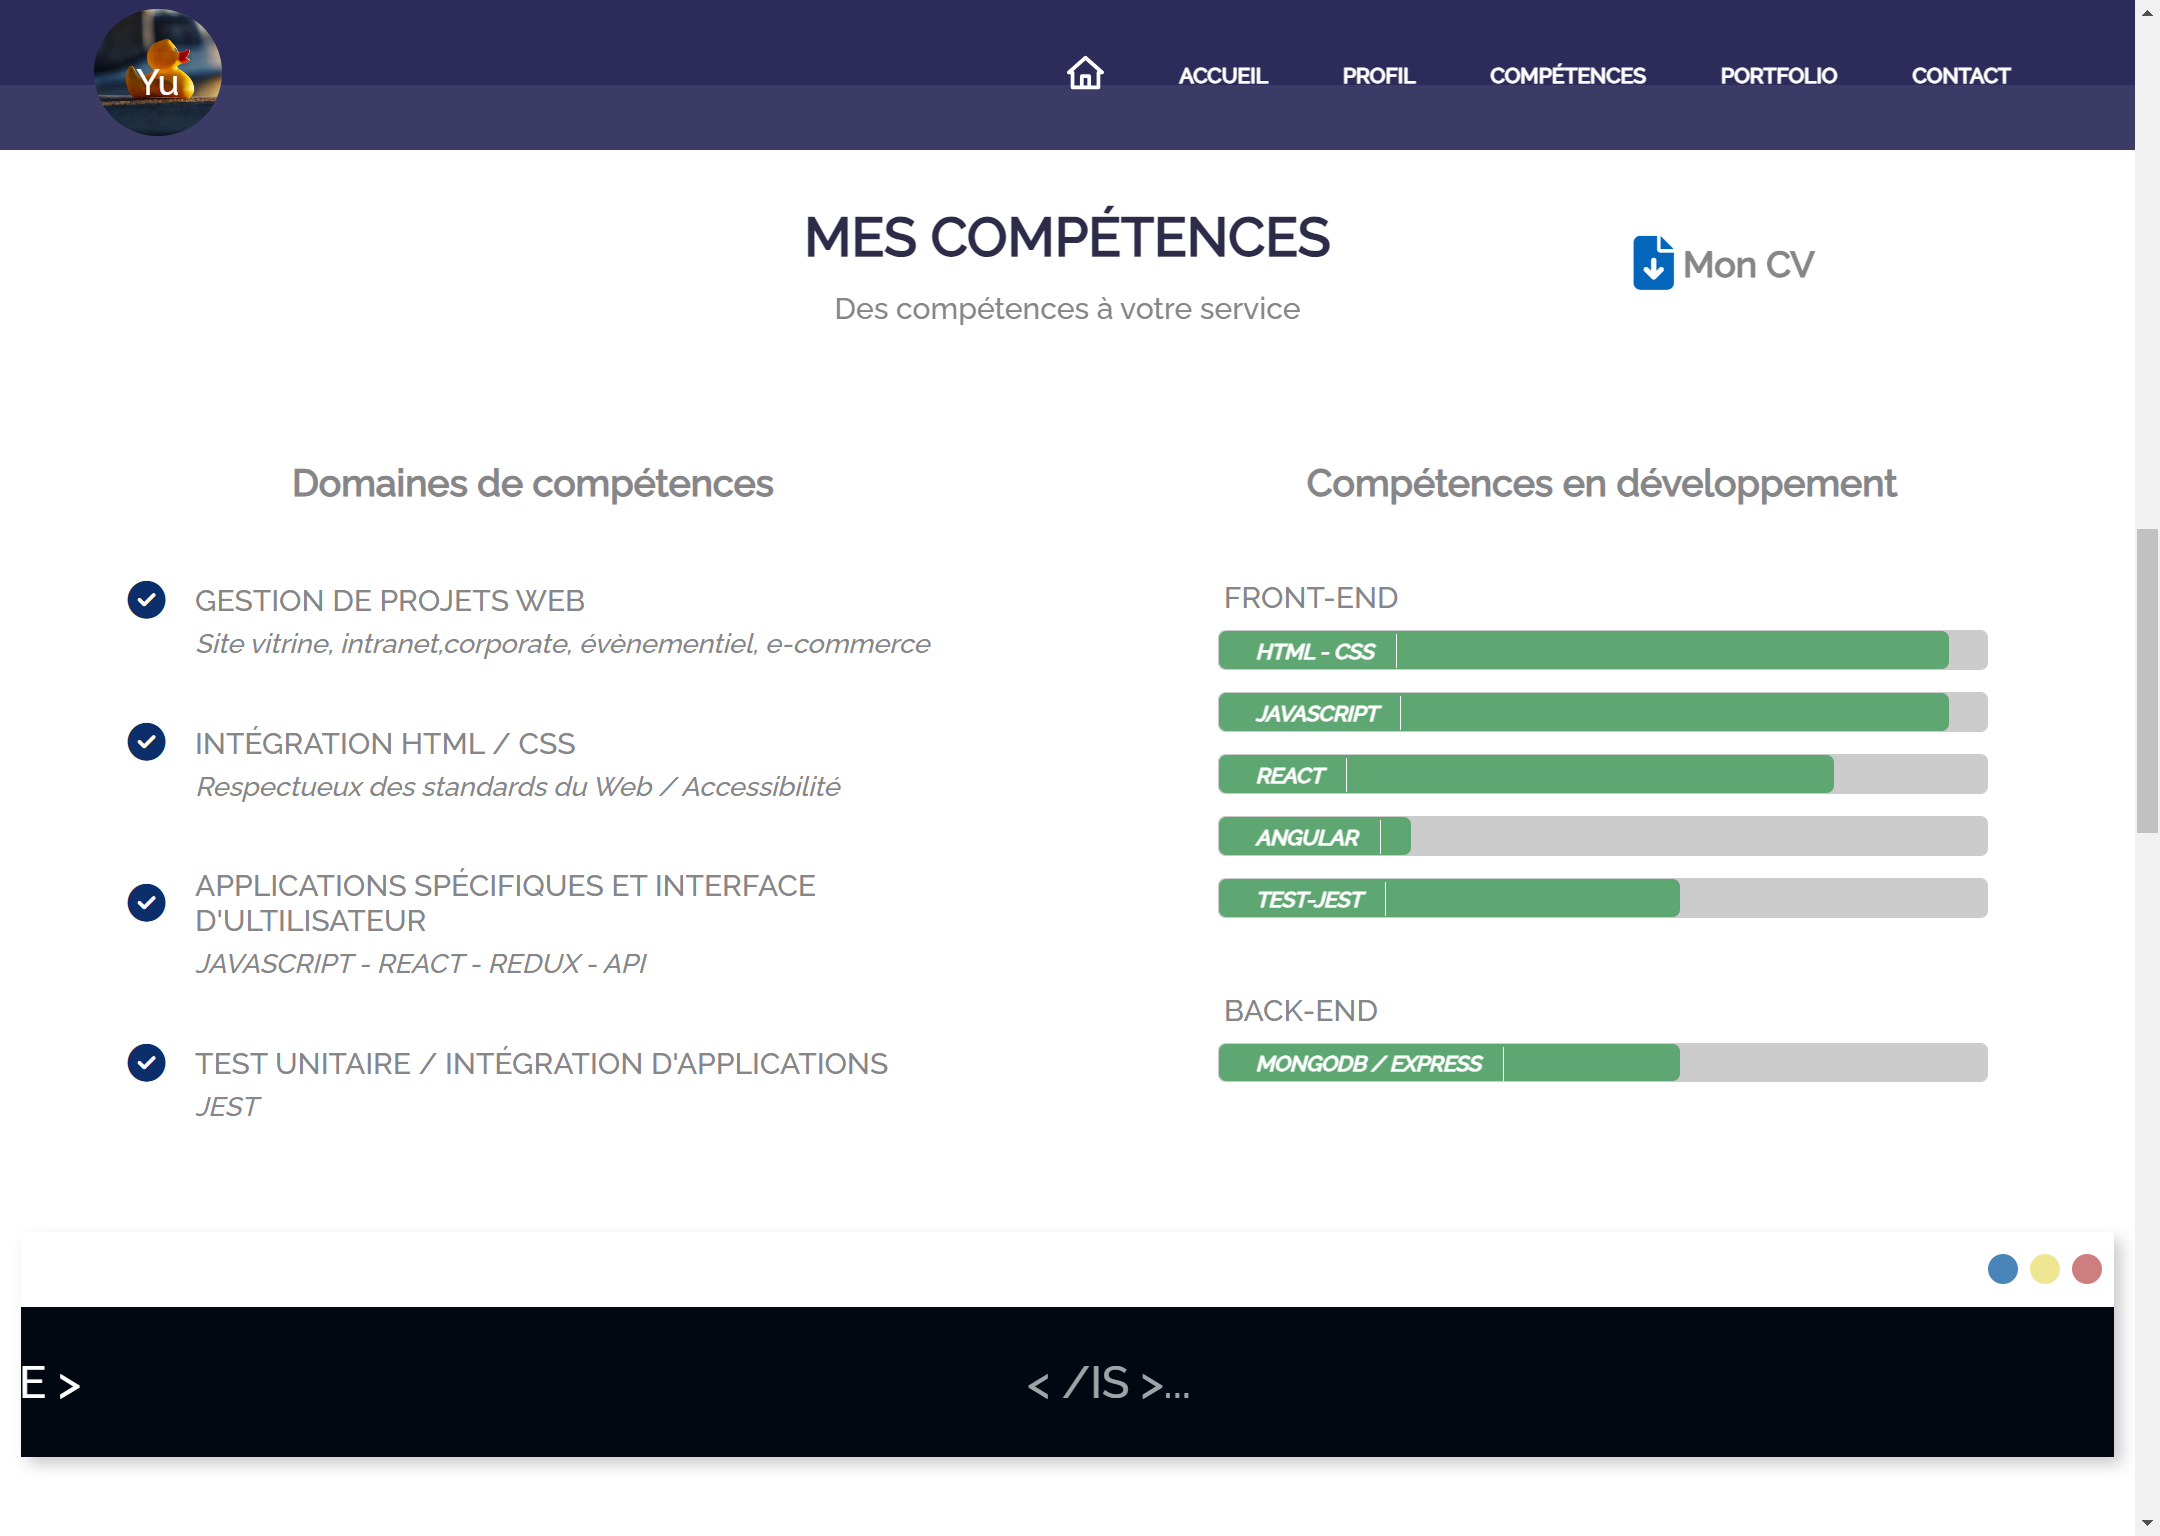 Yu
ACCUEIL
PROFIL
COMPÉTENCES
PORTFOLIO
CONTACT
MES COMPÉTENCES
Des compétences à votre service
Mon CV
Domaines de compétences
GESTION DE PROJETS WEB
Site vitrine, intranet,corporate, évènementiel, e-commerce
INTÉGRATION HTML / CSS
Respectueux des standards du Web / Accessibilité
APPLICATIONS SPÉCIFIQUES ET INTERFACE
D'ULTILISATEUR
JAVASCRIPT - REACT - REDUX - API
TEST UNITAIRE / INTÉGRATION D'APPLICATIONS
JEST
Compétences en développement
FRONT-END
HTML - CSS
JAVASCRIPT
REACT
ANGULAR
TEST-JEST
BACK-END
MONGODB / EXPRESS
E >
< /IS >...